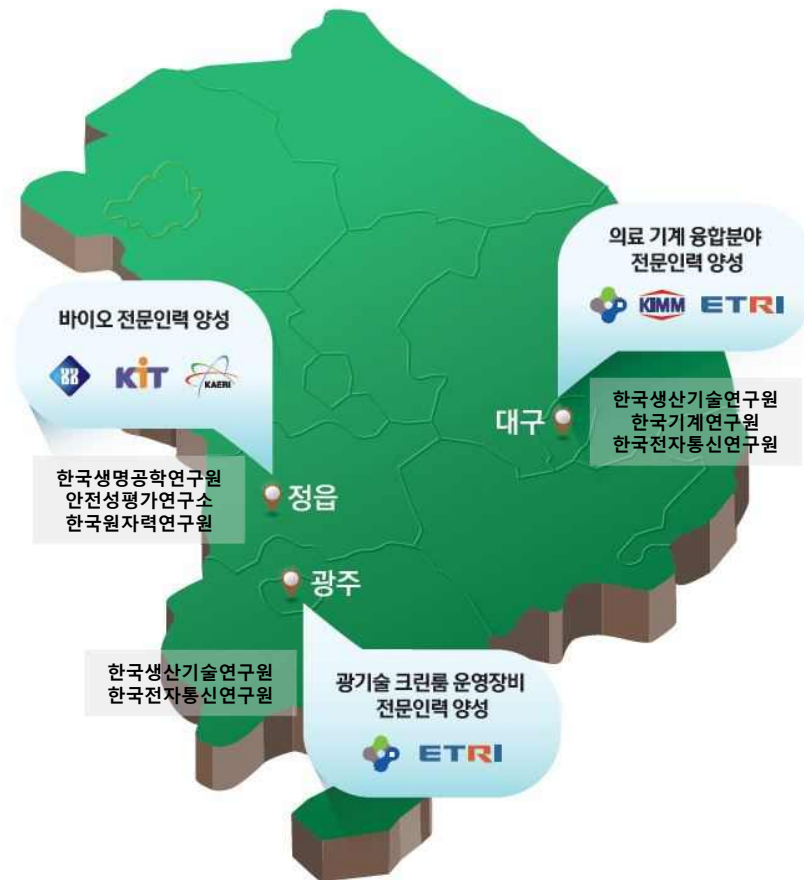 의료 기계 융합분야
전문인력 양성
KIMM ETRI
바이오 전문인력 양성
KIT KAERI
대구
한국생산기술연구원
한국기계연구원
한국전자통신연구원
한국생명공학연구원
안전성평가연구소
한국원자력연구원
정읍
광주
한국생산기술연구원
한국전자통신연구원
광기술 크린룸 운영장비
전문인력 양성
ETRI